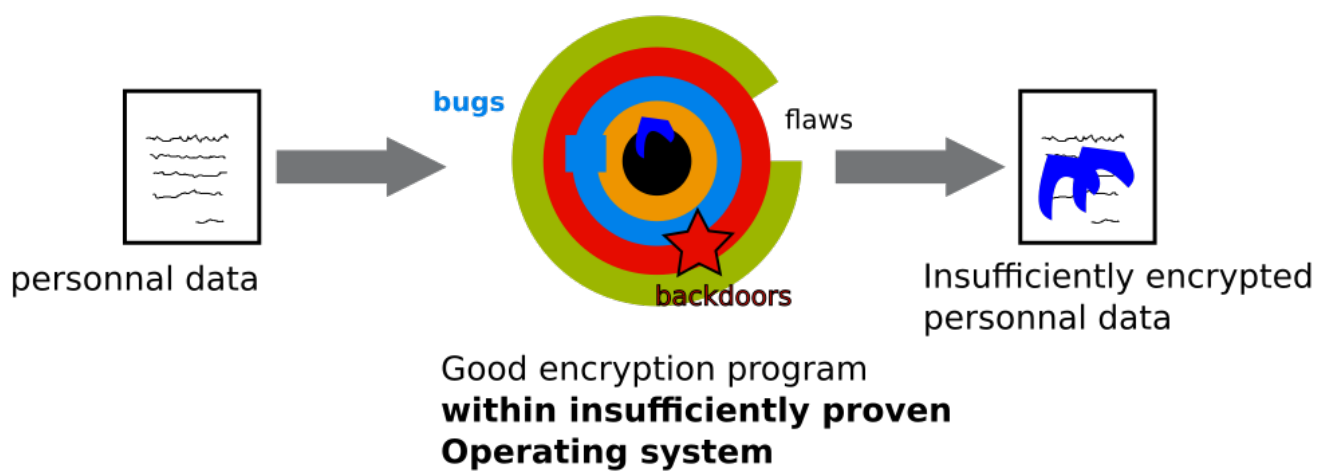 bugs
flaws
backdoors
personnal data
Insufficiently encrypted
personnal data
Good encryption program
within insufficiently proven
Operating system